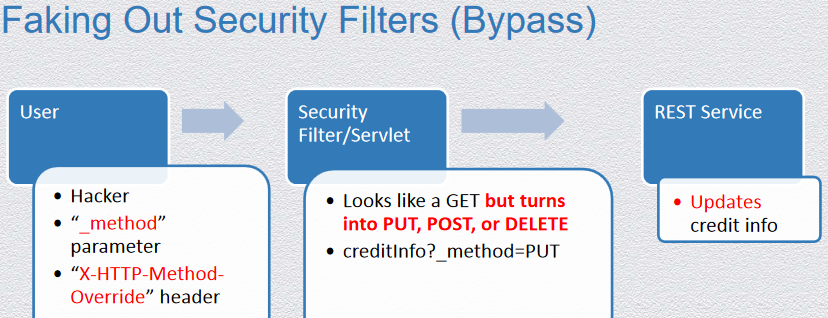 Faking Out Security Filters (Bypass)
User
Security
Filter/Servlet
REST Service
• Hacker
• “_method”
parameter
• “X-HTTP-Method-
Override” header
• Looks like a GET but turns
into PUT, POST, or DELETE
• creditInfo?_method=PUT
• Updates
credit info